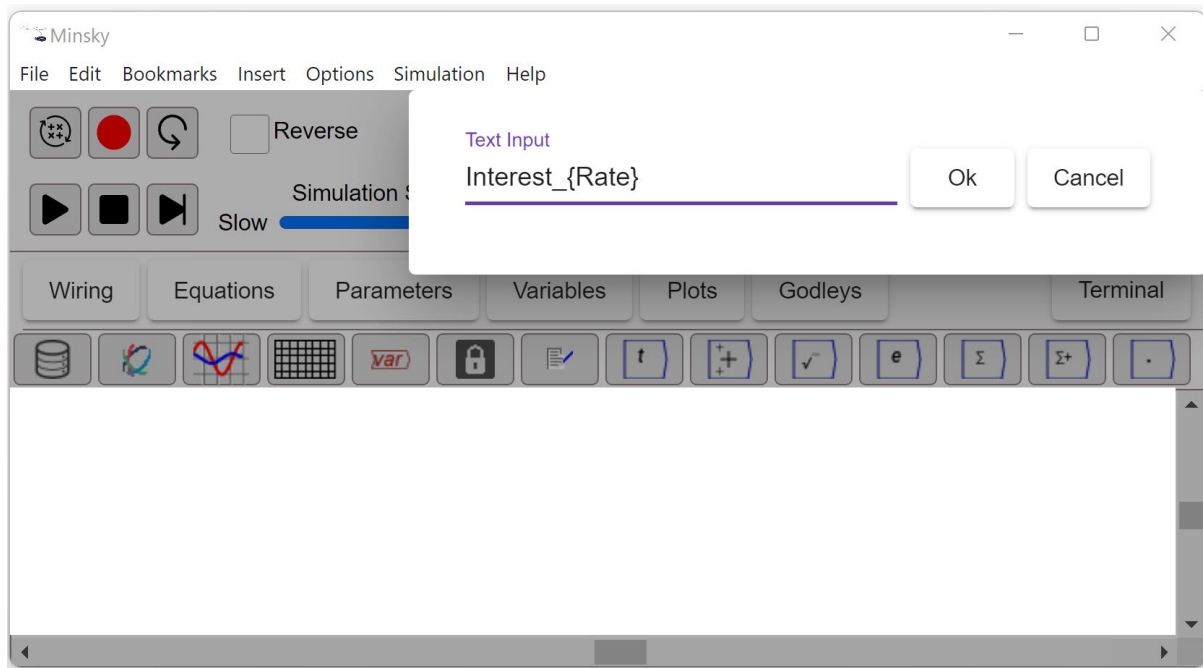 Minsky
File Edit Bookmarks Insert Options Simulation Help
Reverse
Text Input
Interest_{Rate}
Ok
Cancel
Simulation
Slow
Wiring Equations Parameters Variables Plots Godleys Terminal
var t + + + √ e Σ Σ+ .